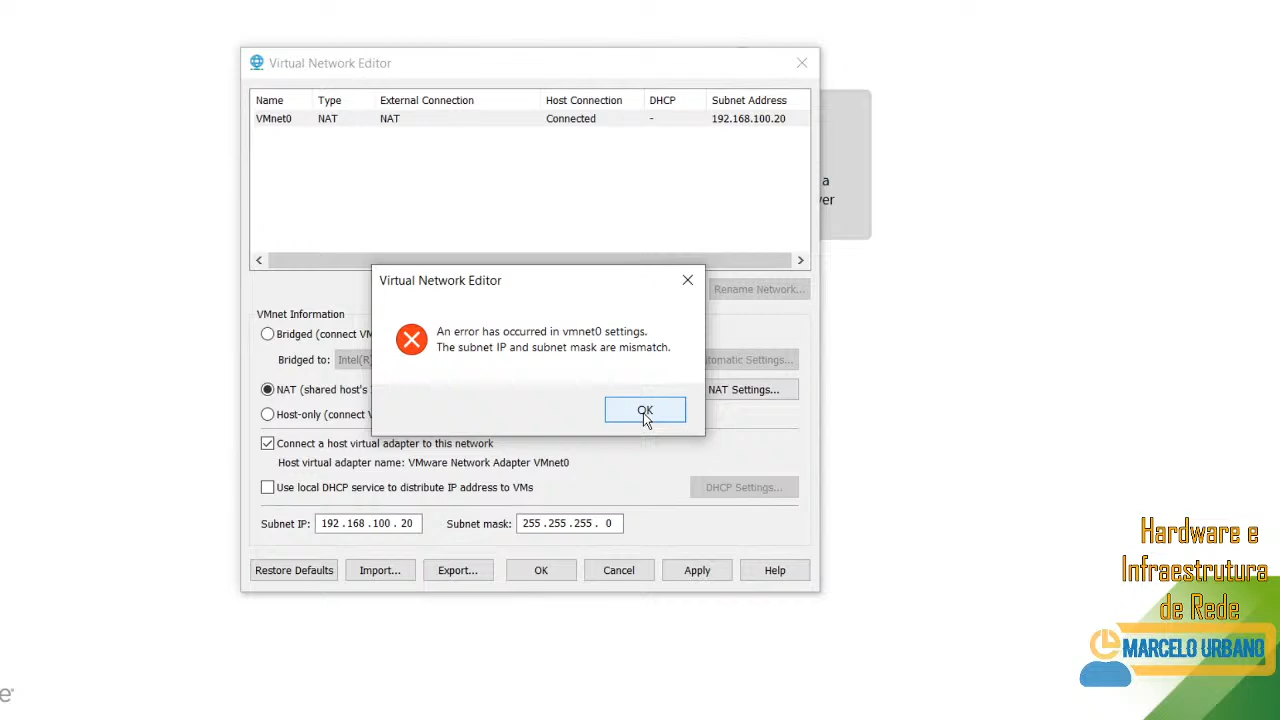 Virtual Network Editor
Name Type External Connection Host Connection DHCP Subnet Address
VMnet0 NAT NAT Connected - 192.168.100.20
a
ver
Virtual Network Editor
Rename Network...
An error has occurred in vmnet0 settings.
The subnet IP and subnet mask are mismatch.
OK
VMnet Information
Bridged (connect VM
Bridged to: Intel(R)
tomatic Settings...
NAT (shared host's
NAT Settings...
Host-only (connect V
Connect a host virtual adapter to this network
Host virtual adapter name: VMware Network Adapter VMnet0
Use local DHCP service to distribute IP address to VMs
DHCP Settings...
Subnet IP: 192 . 168 . 100 . 20 Subnet mask: 255 . 255 . 255 . 0
Restore Defaults Import... Export... OK Cancel Apply Help
Hardware e
Infraestrutura
de Rede
MARCELO URBANO
e